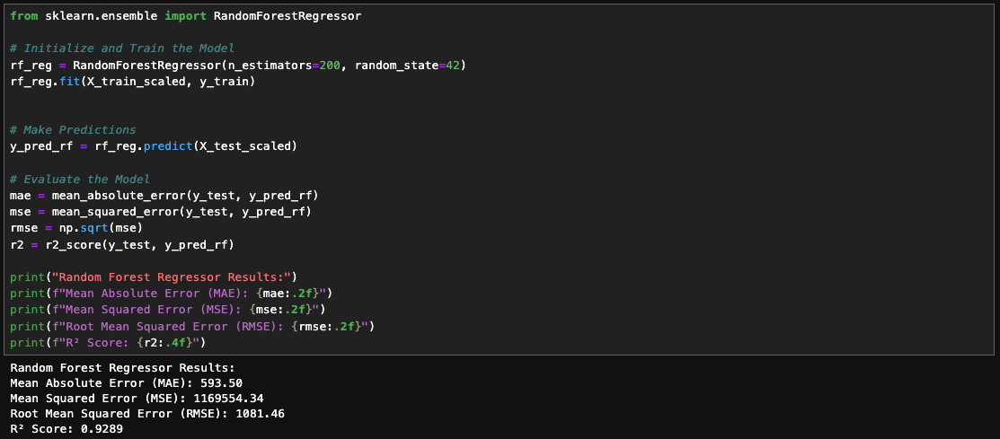 from sklearn.ensemble import RandomForestRegressor
# Initialize and Train the Model
rf_reg = RandomForestRegressor(n_estimators=200, random_state=42)
rf_reg.fit(X_train_scaled, y_train)
# Make Predictions
y_pred_rf = rf_reg.predict(X_test_scaled)
# Evaluate the Model
mae = mean_absolute_error(y_test, y_pred_rf)
mse = mean_squared_error(y_test, y_pred_rf)
rmse = np.sqrt(mse)
r2 = r2_score(y_test, y_pred_rf)
print("Random Forest Regressor Results:")
print(f"Mean Absolute Error (MAE): {mae:.2f}")
print(f"Mean Squared Error (MSE): {mse:.2f}")
print(f"Root Mean Squared Error (RMSE): {rmse:.2f}")
print(f"R² Score: {r2:.4f}")
Random Forest Regressor Results:
Mean Absolute Error (MAE): 593.50
Mean Squared Error (MSE): 1169554.34
Root Mean Squared Error (RMSE): 1081.46
R² Score: 0.9289